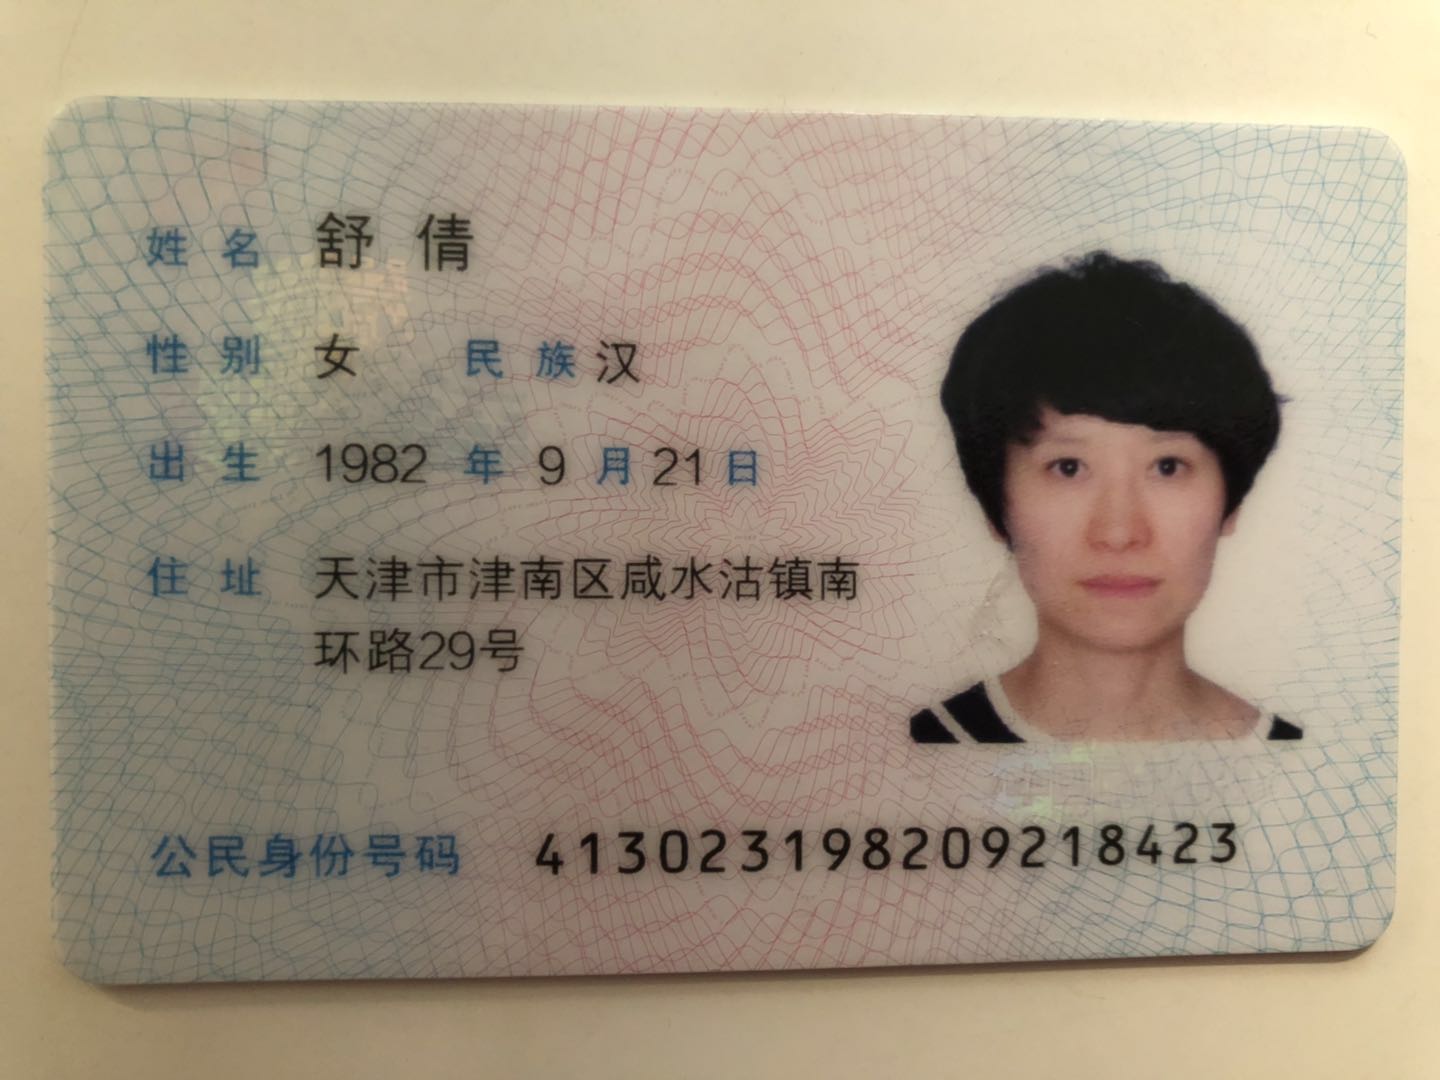 姓名 舒倩
性别 女 民族 汉
出生 1982 年 9 月 21 日
住址 天津市津南区咸水沽镇南
环路29号
公民身份号码 413023198209218423